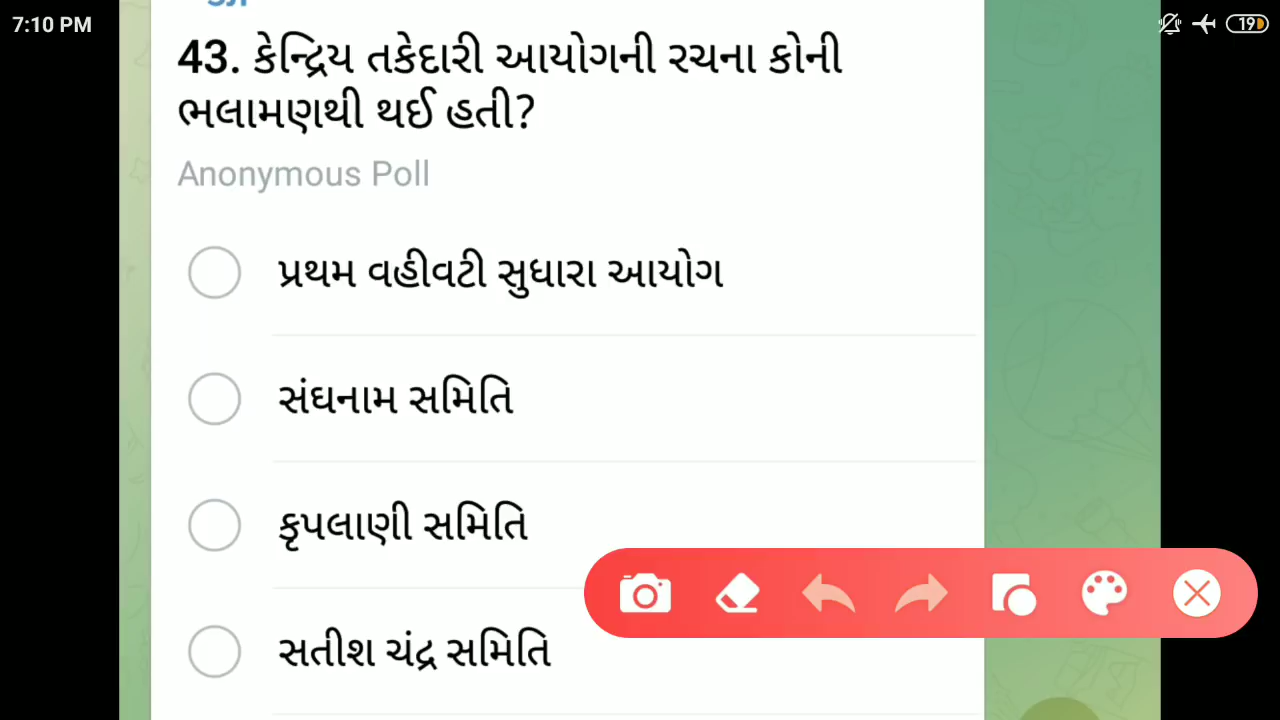 7:10 PM
19
43. કેન્દ્રિય તકેદારી આયોગની રચના કોની
ભલામણથી થઈ હતી?
Anonymous Poll
પ્રથમ વહીવટી સુધારા આયોગ
સંઘનામ સમિતિ
કૃપલાણી સમિતિ
સતીશ ચંદ્ર સમિતિ